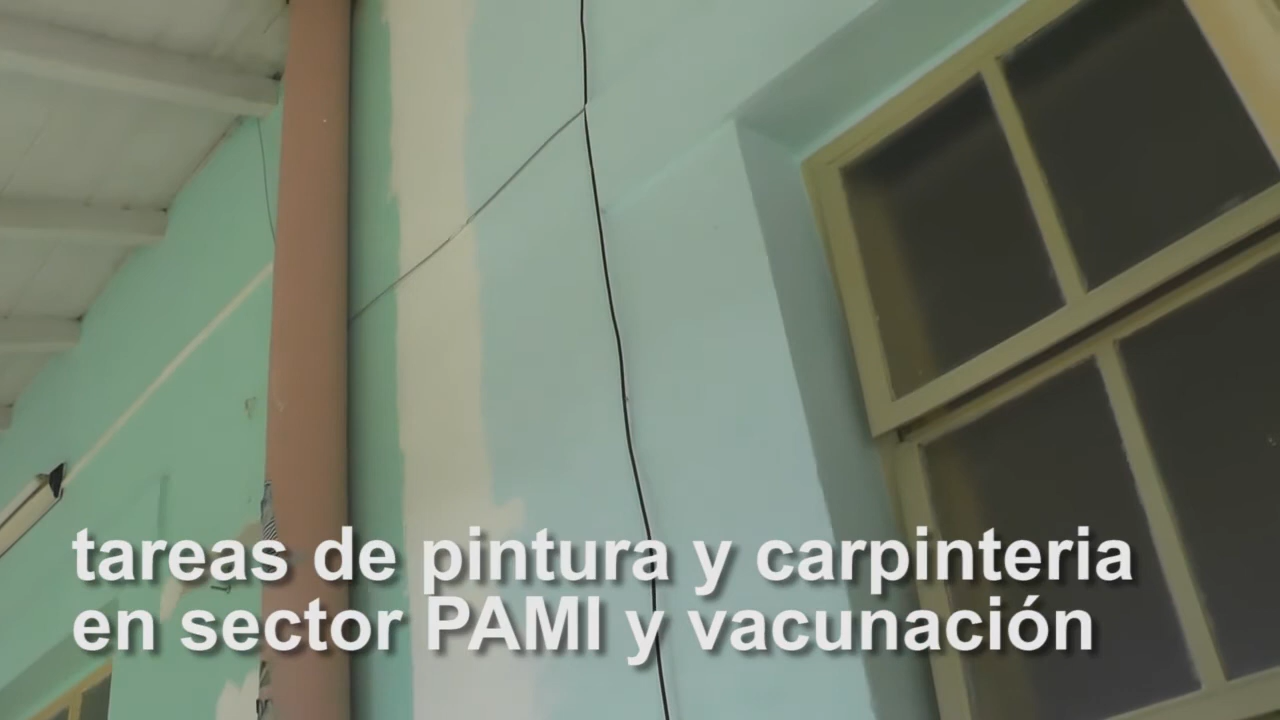 tareas de pintura y carpinteria
en sector PAMI y vacunación